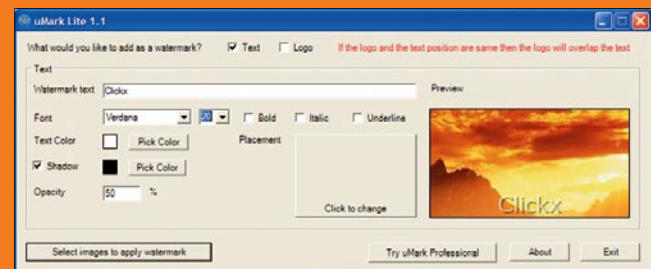 uMark Lite 1.1
What would you like to add as a watermark? Text Logo If the logo and the text position are same then the logo will overlap the text
Text
Watermark text Clickx Preview
Font Verdana 20 Bold Italic Underline
Text Color Pick Color Placement
Shadow Pick Color
Opacity 50 %
Click to change
Clickx
Select images to apply watermark Try uMark Professional About Exit